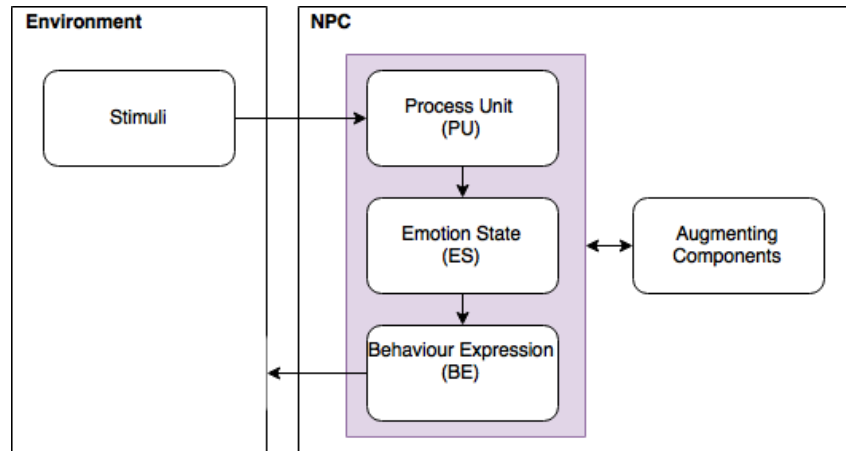 Environment
NPC
Stimuli
Process Unit
(PU)
Emotion State
(ES)
Augmenting
Components
Behaviour Expression
(BE)